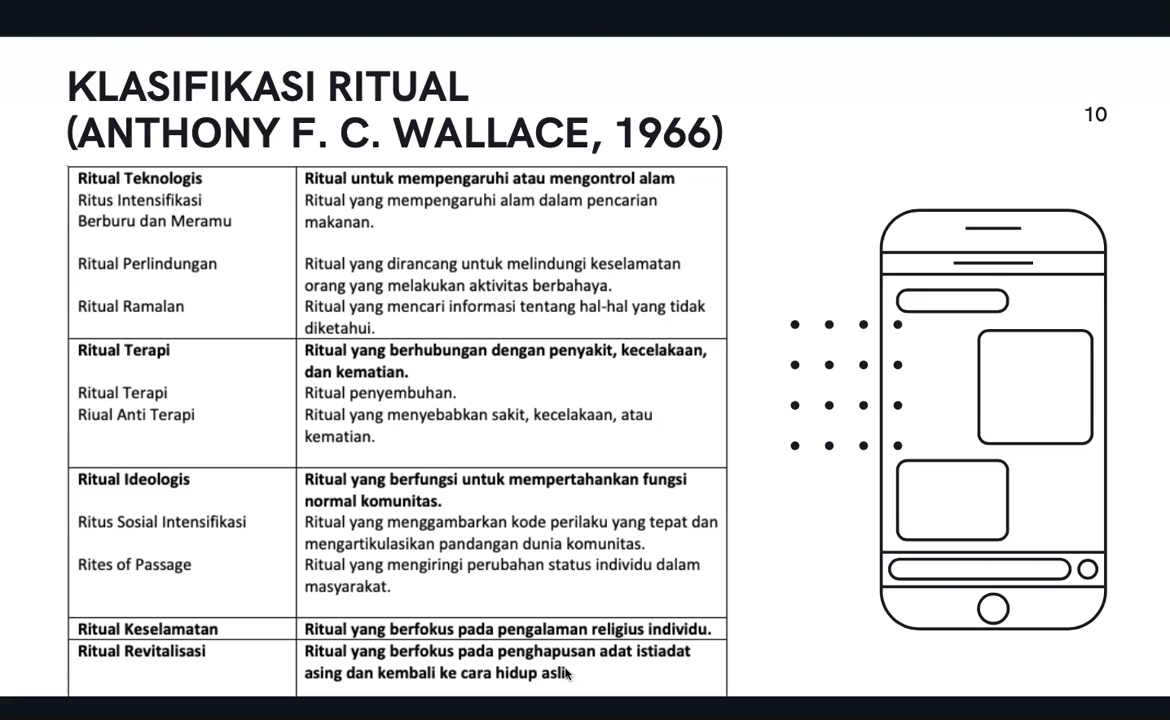 KLASIFIKASI RITUAL
(ANTHONY F. C. WALLACE, 1966)
10
Ritual Teknologis
Ritual untuk mempengaruhi atau mengontrol alam
Ritus Intensifikasi
Berburu dan Meramu
Ritual yang mempengaruhi alam dalam pencarian
makanan.
Ritual Perlindungan
Ritual yang dirancang untuk melindungi keselamatan
orang yang melakukan aktivitas berbahaya.
Ritual Ramalan
Ritual yang mencari informasi tentang hal-hal yang tidak
diketahui.
Ritual Terapi
Ritual yang berhubungan dengan penyakit, kecelakaan,
dan kematian.
Ritual Terapi
Ritual penyembuhan.
Riual Anti Terapi
Ritual yang menyebabkan sakit, kecelakaan, atau
kematian.
Ritual Ideologis
Ritual yang berfungsi untuk mempertahankan fungsi
normal komunitas.
Ritus Sosial Intensifikasi
Ritual yang menggambarkan kode perilaku yang tepat dan
mengartikulasikan pandangan dunia komunitas.
Rites of Passage
Ritual yang mengiringi perubahan status individu dalam
masyarakat.
Ritual Keselamatan
Ritual yang berfokus pada pengalaman religius individu.
Ritual Revitalisasi
Ritual yang berfokus pada penghapusan adat istiadat
asing dan kembali ke cara hidup asli